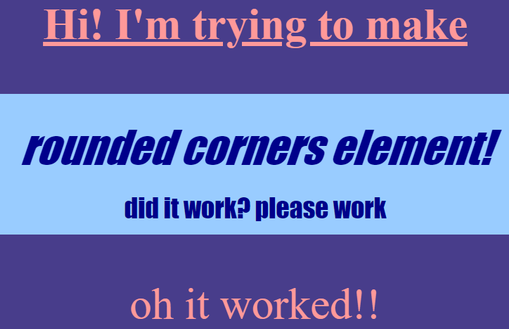 Hi! I'm trying to make
rounded corners element!
did it work? please work
oh it worked!!